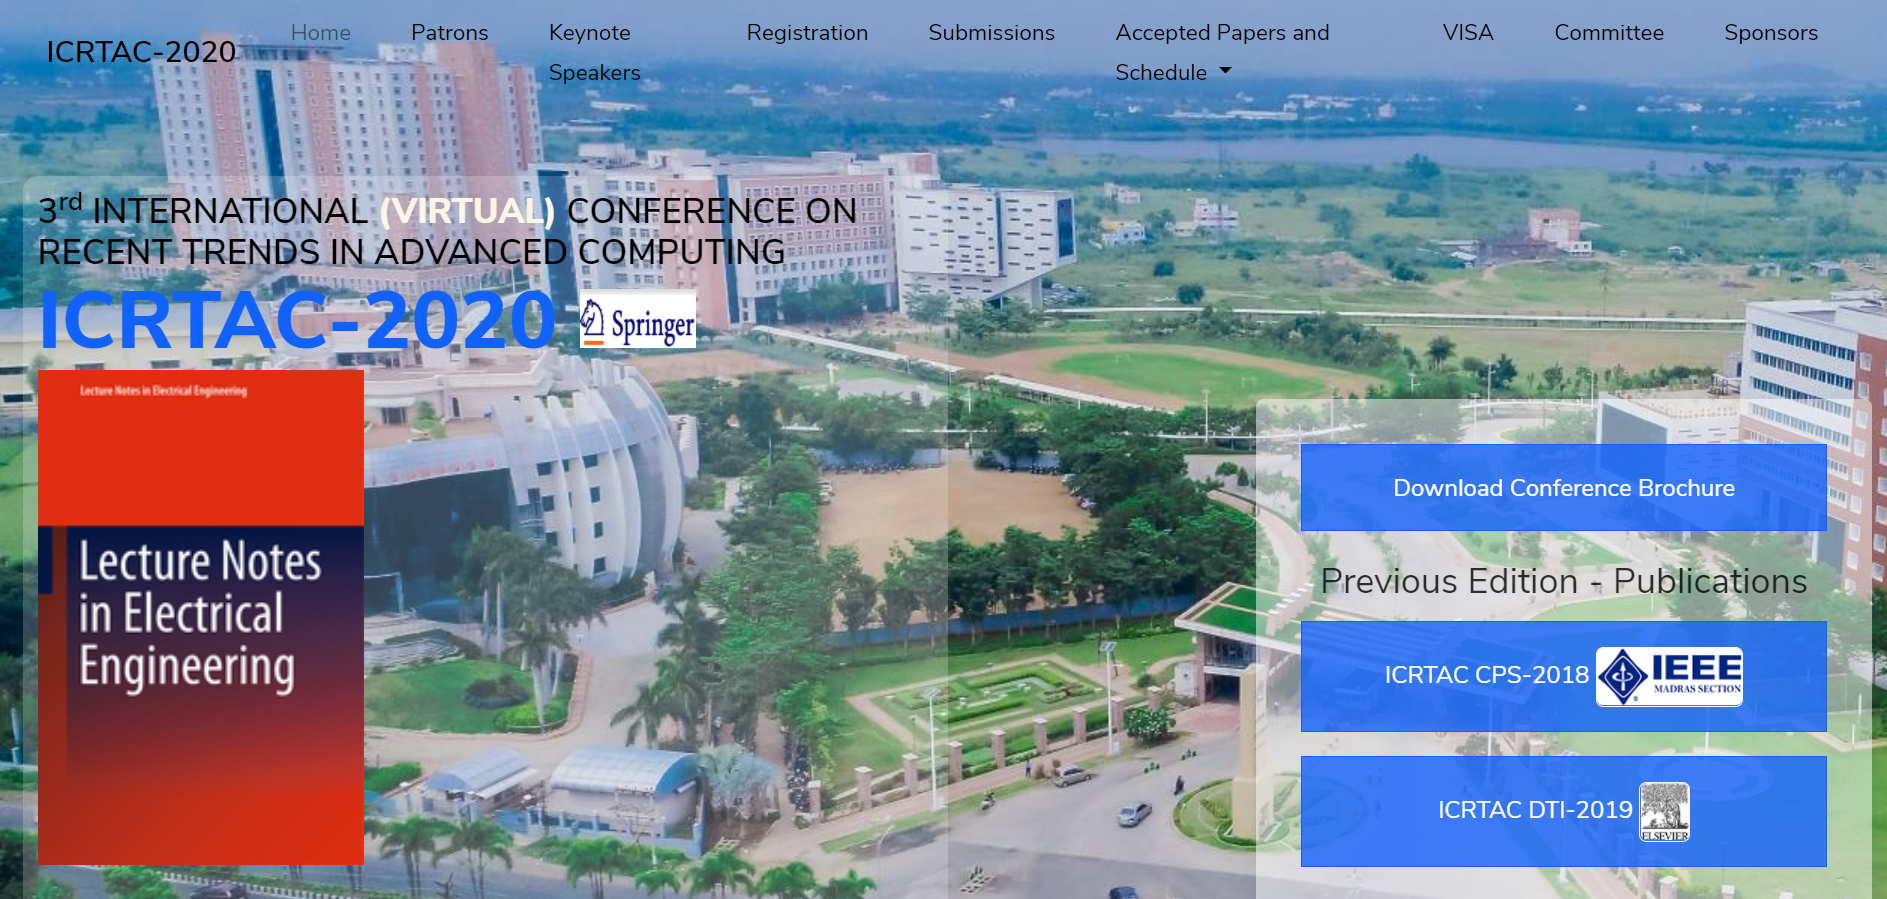 ICRTAC-2020
Home
Patrons
Keynote
Speakers
Registration
Submissions
Accepted Papers and
Schedule
VISA
Committee
Sponsors
3rd INTERNATIONAL (VIRTUAL) CONFERENCE ON
RECENT TRENDS IN ADVANCED COMPUTING
ICRTAC-2020
Springer
Lecture Notes in Electrical Engineering
Lecture Notes
in Electrical
Engineering
Download Conference Brochure
Previous Edition - Publications
ICRTAC CPS-2018
IEEE
MADRAS SECTION
ICRTAC DTI-2019
ELSEVIER